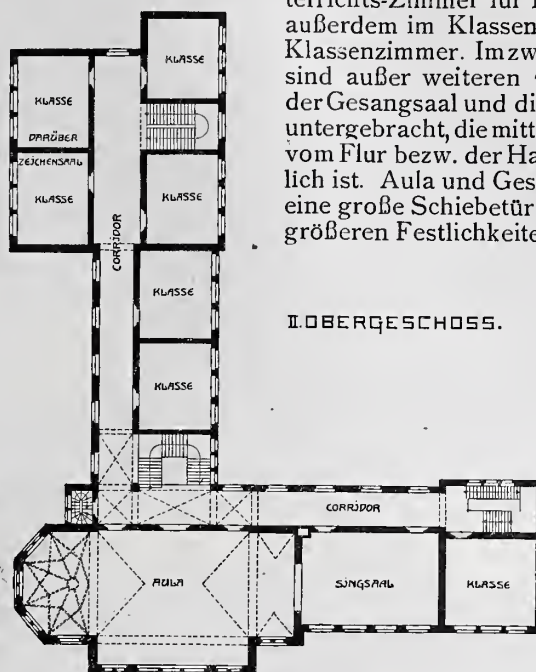 terrichts-Zimmer für
außerdem im Klassen
Klassenzimmer. Im zw
sind außer weiteren
der Gesangsaal und di
untergebracht, die mitt
vom Flur bezw. der Ha
lich ist. Aula und Ges
eine große Schiebetür
größeren Festlichkeite
II. OBERGESCHOSS.
KLASSE
KLASSE
DARÜBER
ZEICHENSAAL
KLASSE
KLASSE
CORRIDOR
KLASSE
KLASSE
CORRIDOR
AULA
SINGSAAL
KLASSE